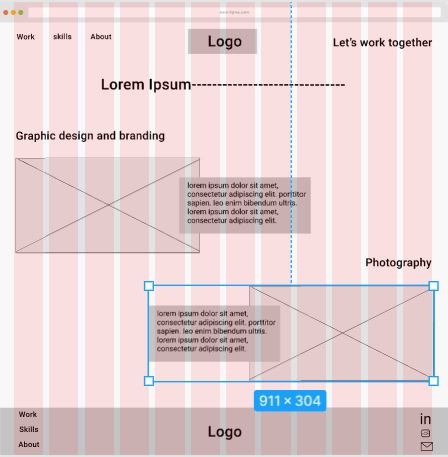 www.figma.com
Work skills About
Logo
Let's work together
Lorem Ipsum------------------------
Graphic design and branding
lorem ipsum dolor sit amet,
consectetur adipiscing elit. porttitor
sapien. leo enim bibendum ultris.
lorem ipsum dolor sit amet,
consectetur adipiscing elit.
Photography
lorem ipsum dolor sit amet,
consectetur adipiscing elit. porttitor
sapien. leo enim bibendum ultris.
lorem ipsum dolor sit amet,
consectetur adipiscing elit.
911 × 304
Work
Skills
About
Logo
in